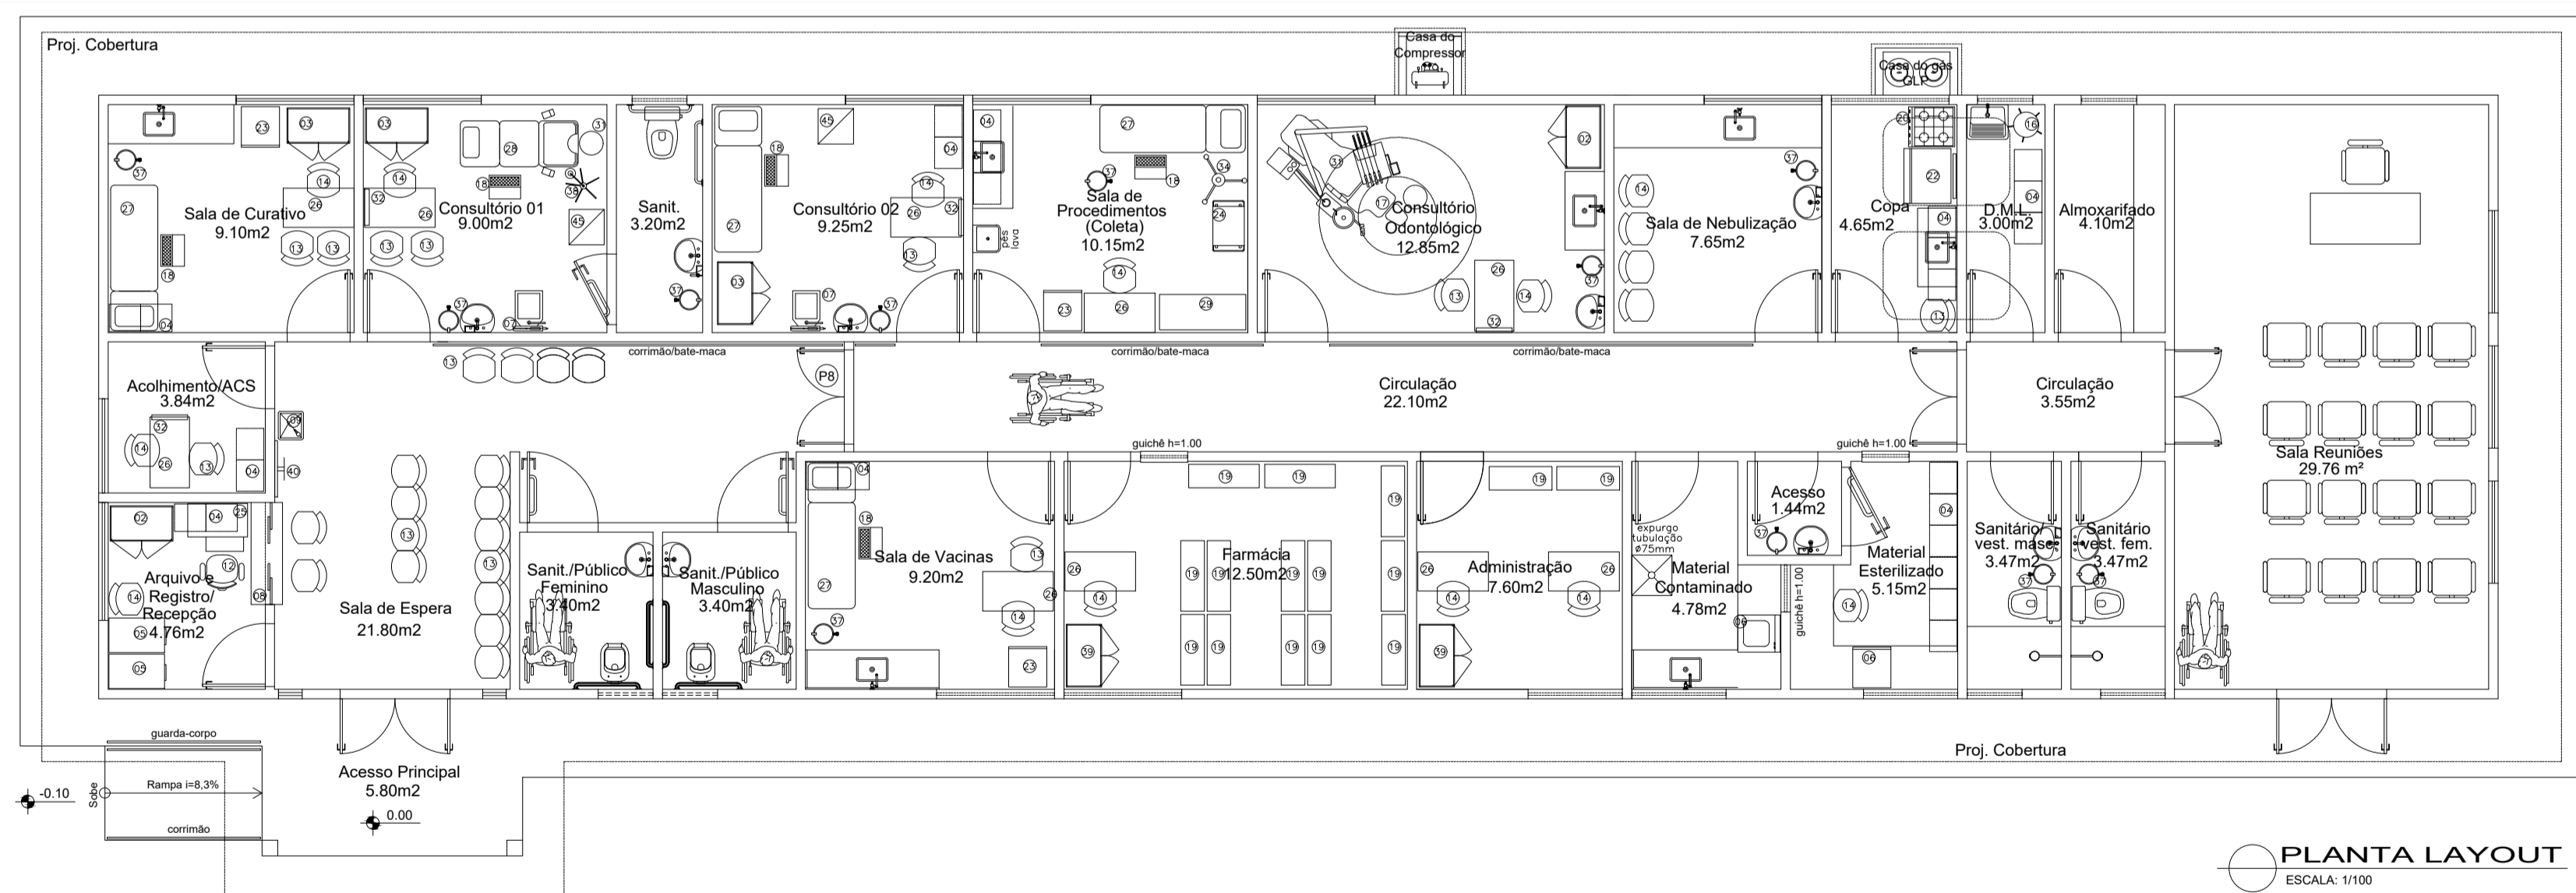 Proj. Cobertura
Casa do
Compressor
Casa do gás
GLP
Sala de Curativo
9.10m2
Consultório 01
9.00m2
Sanit.
3.20m2
Consultório 02
9.25m2
Sala de
Procedimentos
(Coleta)
10.15m2
pés
lava
Consultório
Odontológico
12.85m2
Sala de Nebulização
7.65m2
Copa
4.65m2
D.M.L.
3.00m2
Almoxarifado
4.10m2
corrimão/bate-maca
corrimão/bate-maca
corrimão/bate-maca
Acolhimento/ACS
3.84m2
P8
Circulação
22.10m2
Circulação
3.55m2
guichê h=1.00
guichê h=1.00
Sala Reuniões
29.76 m²
Arquivo e
Registro/
Recepção
4.76m2
Sala de Espera
21.80m2
Sanit./Público
Feminino
3.40m2
Sanit./Público
Masculino
3.40m2
Sala de Vacinas
9.20m2
Farmácia
12.50m2
Administração
7.60m2
expurgo
tubulação
ø75mm
Material
Contaminado
4.78m2
Acesso
1.44m2
guichê h=1.00
Material
Esterilizado
5.15m2
Sanitário/
vest. masc.
3.47m2
Sanitário
vest. fem.
3.47m2
guarda-corpo
Rampa i=8,3%
Sobe
corrimão
-0.10
Acesso Principal
5.80m2
0.00
Proj. Cobertura
PLANTA LAYOUT
ESCALA: 1/100